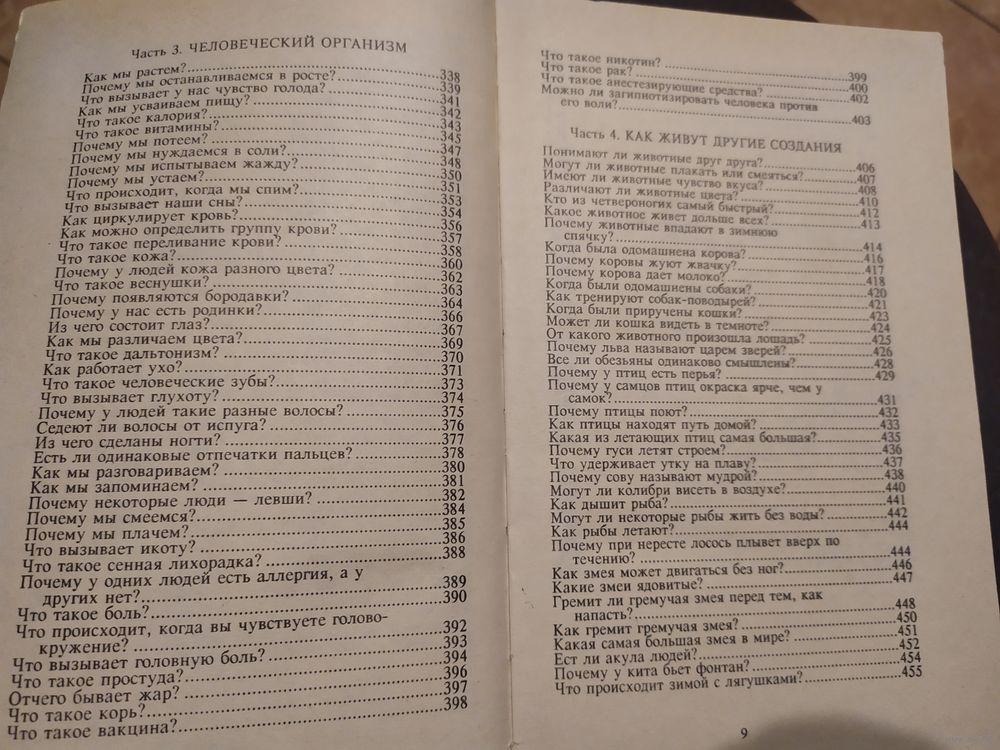 Часть 3. ЧЕЛОВЕЧЕСКИЙ ОРГАНИЗМ
Как мы растем?..........338
Почему мы останавливаемся в росте?..........339
Что вызывает у нас чувство голода?..........341
Как мы усваиваем пищу?..........342
Что такое калория?..........343
Что такое витамины?..........345
Почему мы потеем?..........347
Почему мы нуждаемся в соли?..........348
Почему мы испытываем жажду?..........350
Почему мы устаем?..........351
Что происходит, когда мы спим?..........353
Что вызывает наши сны?..........354
Как циркулирует кровь?..........356
Как можно определить группу крови?..........357
Что такое переливание крови?..........358
Что такое кожа?..........360
Почему у людей кожа разного цвета?..........362
Что такое веснушки?..........363
Почему появляются бородавки?..........364
Почему у нас есть родинки?..........366
Из чего состоит глаз?..........367
Как мы различаем цвета?..........369
Что такое дальтонизм?..........370
Как работает ухо?..........371
Что такое человеческие зубы?..........373
Что вызывает глухоту?..........374
Почему у людей такие разные волосы?..........375
Седеют ли волосы от испуга?..........376
Из чего сделаны ногти?..........377
Есть ли одинаковые отпечатки пальцев?..........378
Как мы разговариваем?..........380
Как мы запоминаем?..........381
Почему некоторые люди — левши?..........382
Почему мы смеемся?..........384
Почему мы плачем?..........385
Что вызывает икоту?..........386
Что такое сенная лихорадка?..........388
Почему у одних людей есть аллергия, а у
других нет?..........389
Что такое боль?..........390
Что происходит, когда вы чувствуете голово-
кружение?..........392
Что вызывает головную боль?..........393
Что такое простуда?..........394
Отчего бывает жар?..........396
Что такое корь?..........397
Что такое вакцина?..........398
Что такое никотин?..........399
Что такое рак?..........400
Что такое анестезирующие средства?..........402
Можно ли загипнотизировать человека против
его воли?..........403
Часть 4. КАК ЖИВУТ ДРУГИЕ СОЗДАНИЯ
Понимают ли животные друг друга?..........406
Могут ли животные плакать или смеяться?..........407
Имеют ли животные чувство вкуса?..........408
Различают ли животные цвета?..........410
Кто из четвероногих самый быстрый?..........412
Какое животное живет дольше всех?..........413
Почему животные впадают в зимнюю
спячку?..........414
Когда была одомашнена корова?..........416
Почему коровы жуют жвачку?..........417
Почему корова дает молоко?..........418
Когда были одомашнены собаки?..........420
Как тренируют собак-поводырей?..........421
Когда были приручены кошки?..........423
Может ли кошка видеть в темноте?..........424
От какого животного произошла лошадь?..........425
Почему льва называют царем зверей?..........426
Все ли обезьяны одинаково смышлены?..........428
Почему у птиц есть перья?..........429
Почему у самцов птиц окраска ярче, чем у
самок?..........431
Почему птицы поют?..........432
Как птицы находят путь домой?..........433
Какая из летающих птиц самая большая?..........435
Почему гуси летят строем?..........436
Что удерживает утку на плаву?..........437
Почему сову называют мудрой?..........438
Могут ли колибри висеть в воздухе?..........440
Как дышит рыба?..........441
Могут ли некоторые рыбы жить без воды?..........442
Как рыбы летают?..........444
Почему при нересте лосось плывет вверх по
течению?..........444
Как змея может двигаться без ног?..........446
Какие змеи ядовитые?..........447
Гремит ли гремучая змея перед тем, как
напасть?..........448
Как гремит гремучая змея?..........450
Какая самая большая змея в мире?..........451
Ест ли акула людей?..........452
Почему у кита бьет фонтан?..........454
Что происходит зимой с лягушками?..........455
9